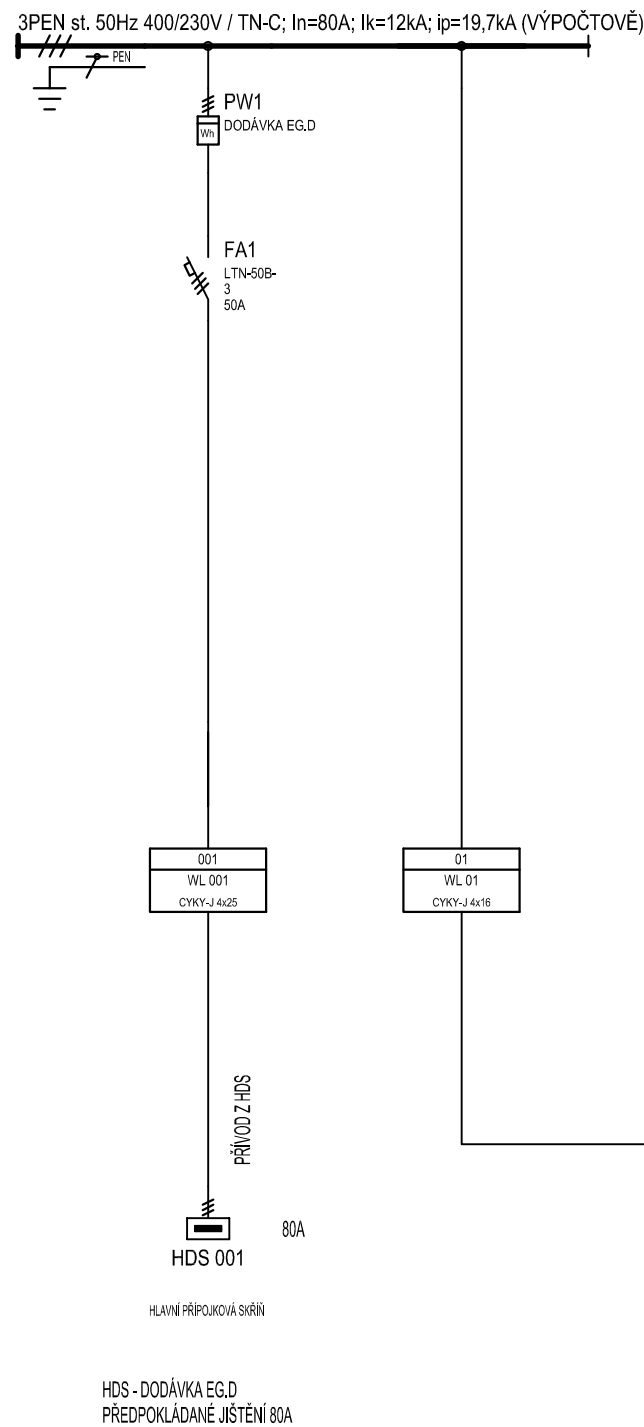 3PEN st. 50Hz 400/230V / TN-C; In=80A; Ik=12kA; ip=19,7kA (VÝPOČTOVĚ)
PEN
PW1
DODÁVKA EG.D
Wh
FA1
LTN-50B-
3
50A
001
WL 001
CYKY-J 4x25
01
WL 01
CYKY-J 4x16
PŘÍVOD Z HDS
80A
HDS 001
HLAVNÍ PŘÍPOJKOVÁ SKŘÍŇ
HDS - DODÁVKA EG.D
PŘEDPOKLÁDANÉ JIŠTĚNÍ 80A